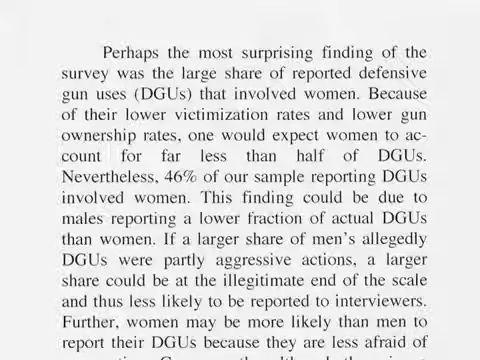 Perhaps the most surprising finding of the
survey was the large share of reported defensive
gun uses (DGUs) that involved women. Because
of their lower victimization rates and lower gun
ownership rates, one would expect women to ac-
count for far less than half of DGUs.
Nevertheless, 46% of our sample reporting DGUs
involved women. This finding could be due to
males reporting a lower fraction of actual DGUs
than women. If a larger share of men's allegedly
DGUs were partly aggressive actions, a larger
share could be at the illegitimate end of the scale
and thus less likely to be reported to interviewers.
Further, women may be more likely than men to
report their DGUs because they are less afraid of